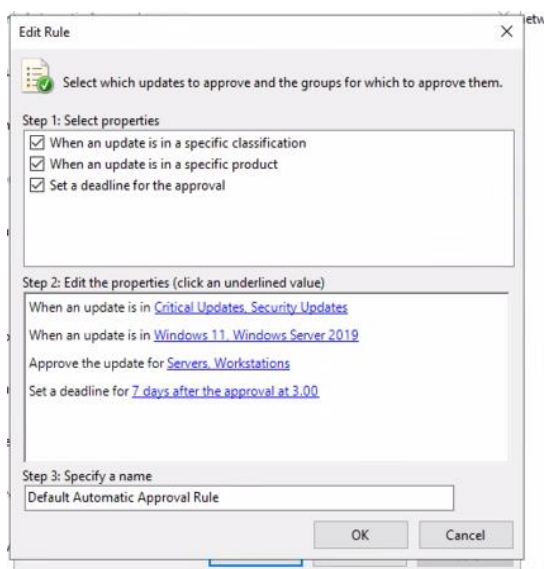 Edit Rule
etw
Select which updates to approve and the groups for which to approve them.
Step 1: Select properties
When an update is in a specific classification
When an update is in a specific product
Set a deadline for the approval
Step 2: Edit the properties (click an underlined value)
When an update is in Critical Updates, Security Updates
When an update is in Windows 11, Windows Server 2019
Approve the update for Servers, Workstations
Set a deadline for 7 days after the approval at 3.00
Step 3: Specify a name
Default Automatic Approval Rule
OK Cancel